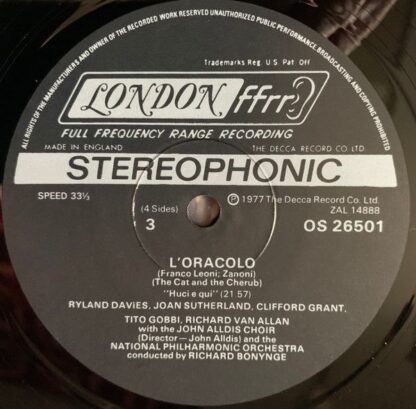 ALL RIGHTS OF THE MANUFACTURERS AND OWNER OF THE RECORDED WORK RESERVED UNAUTHORIZED PUBLIC PERFORMANCE, BROADCASTING AND COPYING PROHIBITED
Trademarks Reg. U.S. Pat. Off
LONDON ffrr
FULL FREQUENCY RANGE RECORDING
MADE IN ENGLAND THE DECCA RECORD CO LTD.
STEREOPHONIC
SPEED 33⅓ (4 Sides) ℗ 1977 The Decca Record Co. Ltd.
ZAL 14888
3 OS 26501
L'ORACOLO
(Franco Leoni; Zanoni)
(The Cat and the Cherub)
"Huci e qui" (21.57)
RYLAND DAVIES, JOAN SUTHERLAND, CLIFFORD GRANT,
TITO GOBBI, RICHARD VAN ALLAN
with the JOHN ALLDIS CHOIR
(Director—John Alldis) and the
NATIONAL PHILHARMONIC ORCHESTRA
conducted by RICHARD BONYNGE